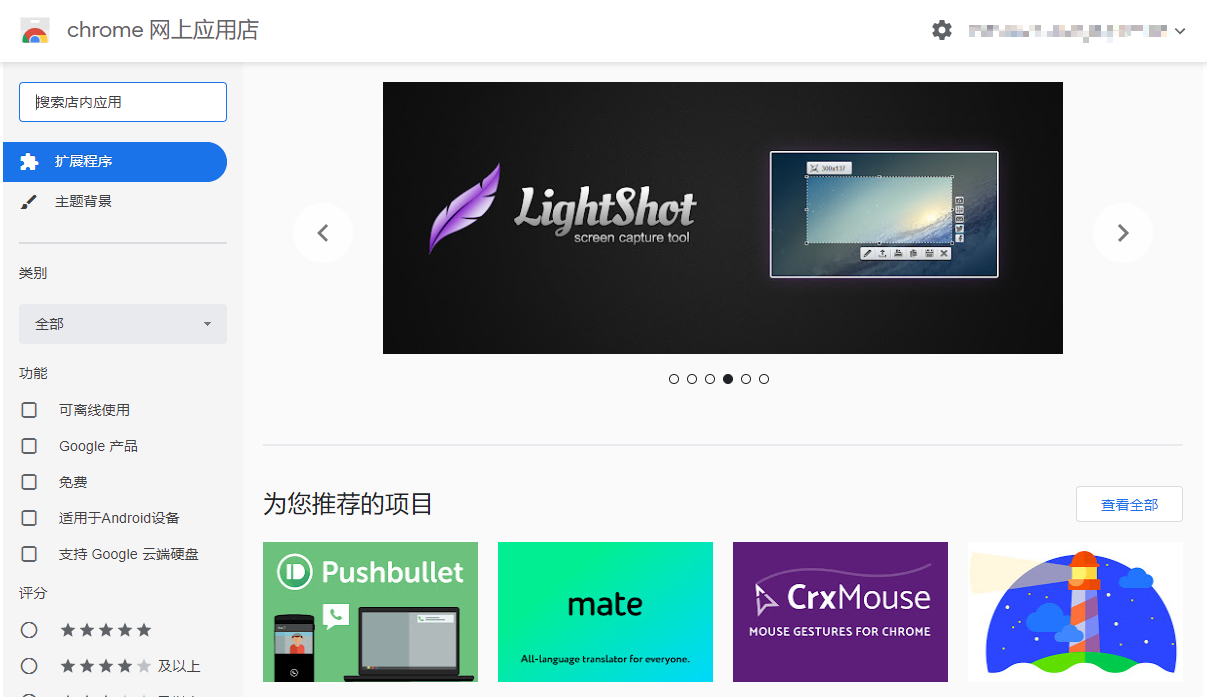 chrome 网上应用店
搜索店内应用
扩展程序
主题背景
类别
全部
功能
可离线使用
Google 产品
免费
适用于Android设备
支持 Google 云端硬盘
评分
及以上
LightShot
screen capture tool
300x137
为您推荐的项目
查看全部
Pushbullet
mate
All-language translator for everyone.
CrxMouse
MOUSE GESTURES FOR CHROME